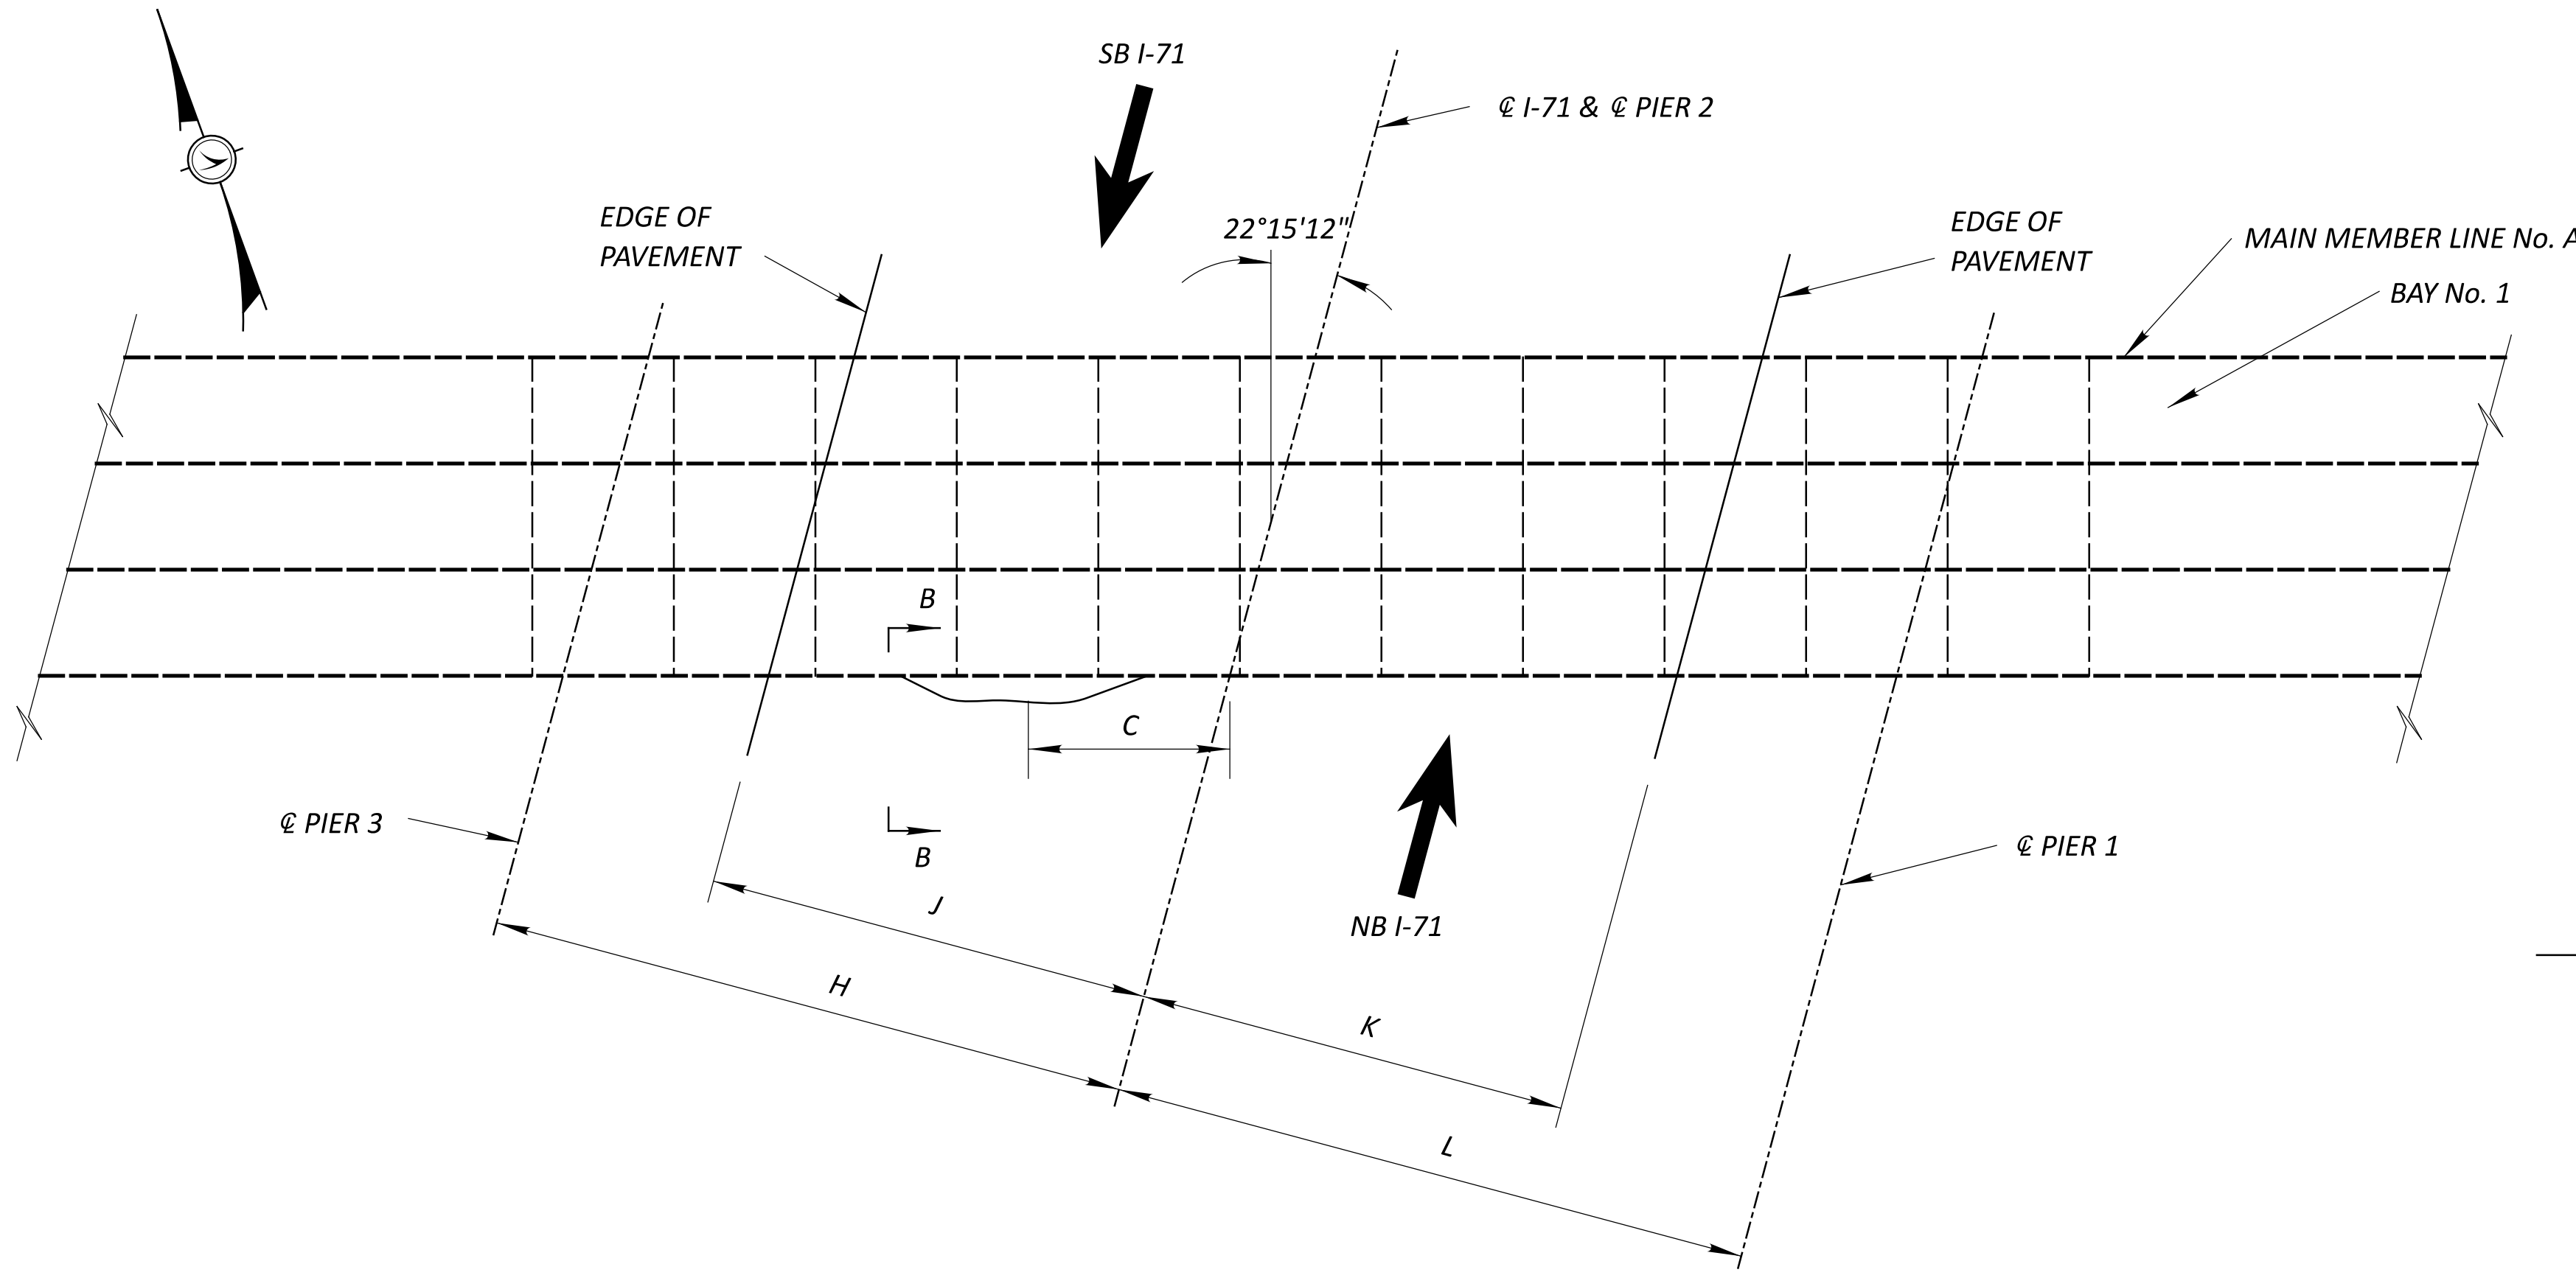 SB I-71
℄ I-71 & ℄ PIER 2
EDGE OF
PAVEMENT
22°15'12"
EDGE OF
PAVEMENT
MAIN MEMBER LINE No. A
BAY No. 1
B
C
℄ PIER 3
B
℄ PIER 1
J
NB I-71
H
K
L